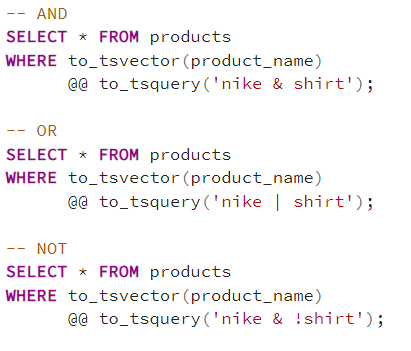 -- AND
SELECT * FROM products
WHERE to_tsvector(product_name)
      @@ to_tsquery('nike & shirt');

-- OR
SELECT * FROM products
WHERE to_tsvector(product_name)
      @@ to_tsquery('nike | shirt');

-- NOT
SELECT * FROM products
WHERE to_tsvector(product_name)
      @@ to_tsquery('nike & !shirt');